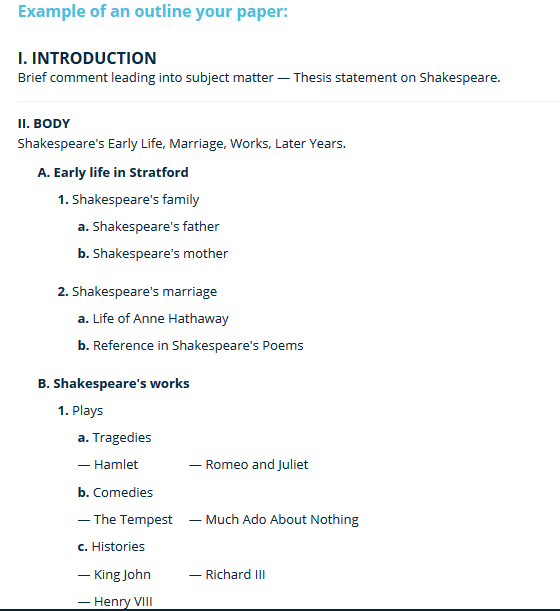 Example of an outline your paper:
I. INTRODUCTION
Brief comment leading into subject matter — Thesis statement on Shakespeare.
II. BODY
Shakespeare's Early Life, Marriage, Works, Later Years.
A. Early life in Stratford
1. Shakespeare's family
a. Shakespeare's father
b. Shakespeare's mother
2. Shakespeare's marriage
a. Life of Anne Hathaway
b. Reference in Shakespeare's Poems
B. Shakespeare's works
1. Plays
a. Tragedies
— Hamlet — Romeo and Juliet
b. Comedies
— The Tempest — Much Ado About Nothing
c. Histories
— King John — Richard III
— Henry VIII